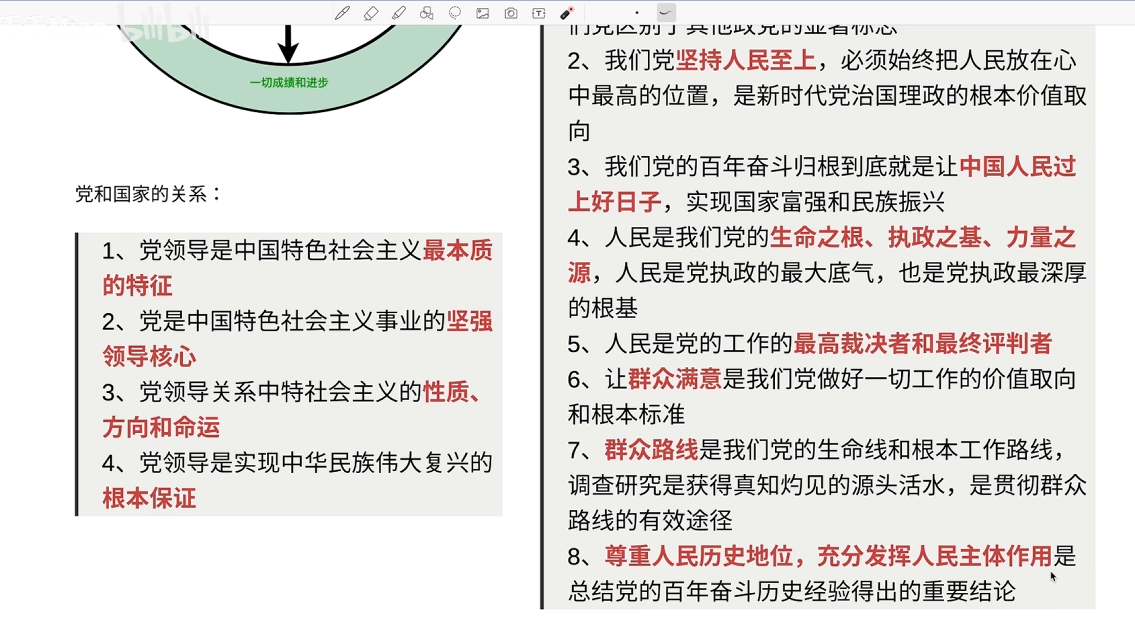 bilibili
一切成绩和进步
党和国家的关系：
1、党领导是中国特色社会主义最本质
的特征
2、党是中国特色社会主义事业的坚强
领导核心
3、党领导关系中特社会主义的性质、
方向和命运
4、党领导是实现中华民族伟大复兴的
根本保证
们党区别于其他政党的显著标志
2、我们党坚持人民至上，必须始终把人民放在心
中最高的位置，是新时代党治国理政的根本价值取
向
3、我们党的百年奋斗归根到底就是让中国人民过
上好日子，实现国家富强和民族振兴
4、人民是我们党的生命之根、执政之基、力量之
源，人民是党执政的最大底气，也是党执政最深厚
的根基
5、人民是党的工作的最高裁决者和最终评判者
6、让群众满意是我们党做好一切工作的价值取向
和根本标准
7、群众路线是我们党的生命线和根本工作路线，
调查研究是获得真知灼见的源头活水，是贯彻群众
路线的有效途径
8、尊重人民历史地位，充分发挥人民主体作用是
总结党的百年奋斗历史经验得出的重要结论